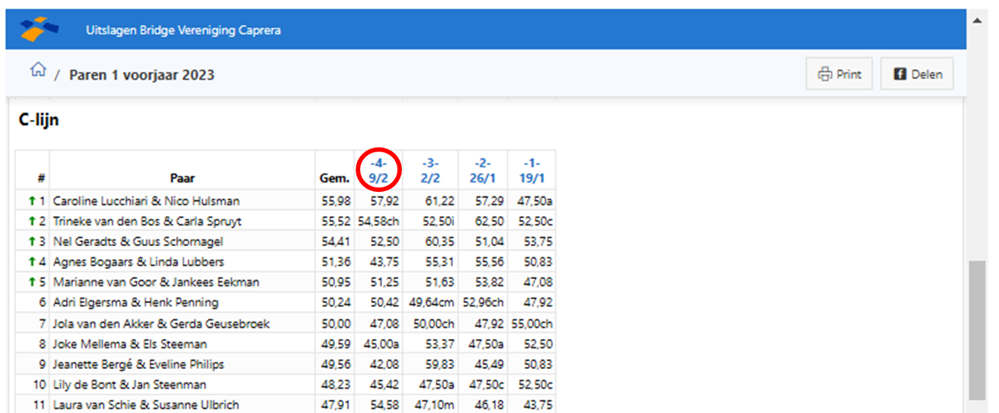 Uitslagen Bridge Vereniging Caprera
/ Paren 1 voorjaar 2023 Print Delen
C-lijn
-4- -3- -2- -1-
# Paar Gem. 9/2 2/2 26/1 19/1
↑ 1 Caroline Lucchiari & Nico Hulsman 55,98 57,92 61,22 57,29 47,50a
↑ 2 Trineke van den Bos & Carla Spruyt 55,52 54,58ch 52,50i 62,50 52,50c
↑ 3 Nel Geradts & Guus Schornagel 54,41 52,50 60,35 51,04 53,75
↑ 4 Agnes Bogaars & Linda Lubbers 51,36 43,75 55,31 55,56 50,83
↑ 5 Marianne van Goor & Jankees Eekman 50,95 51,25 51,63 53,82 47,08
6 Adri Elgersma & Henk Penning 50,24 50,42 49,64cm 52,96ch 47,92
7 Jola van den Akker & Gerda Geusebroek 50,00 47,08 50,00ch 47,92 55,00ch
8 Joke Mellema & Els Steeman 49,59 45,00a 53,37 47,50a 52,50
9 Jeanette Bergé & Eveline Philips 49,56 42,08 59,83 45,49 50,83
10 Lily de Bont & Jan Steenman 48,23 45,42 47,50a 47,50c 52,50c
11 Laura van Schie & Susanne Ulbrich 47,91 54,58 47,10m 46,18 43,75